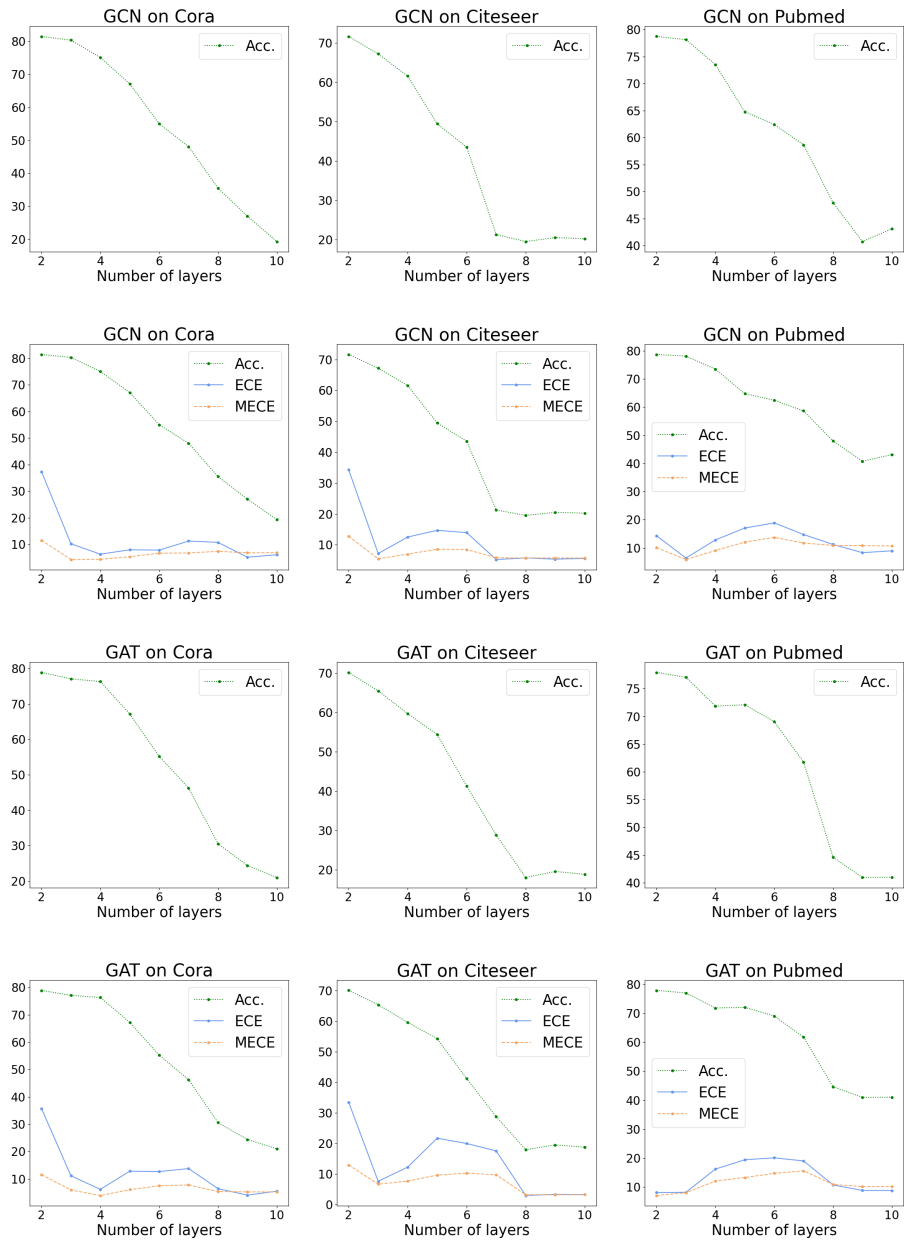 GCN on Cora
80
70
60
50
40
30
20
2 4 6 8 10
Number of layers
Acc.
GCN on Citeseer
70
60
50
40
30
20
2 4 6 8 10
Number of layers
Acc.
GCN on Pubmed
80
75
70
65
60
55
50
45
40
2 4 6 8 10
Number of layers
Acc.
GCN on Cora
80
70
60
50
40
30
20
10
2 4 6 8 10
Number of layers
Acc.
ECE
MECE
GCN on Citeseer
70
60
50
40
30
20
10
2 4 6 8 10
Number of layers
Acc.
ECE
MECE
GCN on Pubmed
80
70
60
50
40
30
20
10
2 4 6 8 10
Number of layers
Acc.
ECE
MECE
GAT on Cora
80
70
60
50
40
30
20
2 4 6 8 10
Number of layers
Acc.
GAT on Citeseer
70
60
50
40
30
20
2 4 6 8 10
Number of layers
Acc.
GAT on Pubmed
75
70
65
60
55
50
45
40
2 4 6 8 10
Number of layers
Acc.
GAT on Cora
80
70
60
50
40
30
20
10
2 4 6 8 10
Number of layers
Acc.
ECE
MECE
GAT on Citeseer
70
60
50
40
30
20
10
0
2 4 6 8 10
Number of layers
Acc.
ECE
MECE
GAT on Pubmed
80
70
60
50
40
30
20
10
2 4 6 8 10
Number of layers
Acc.
ECE
MECE